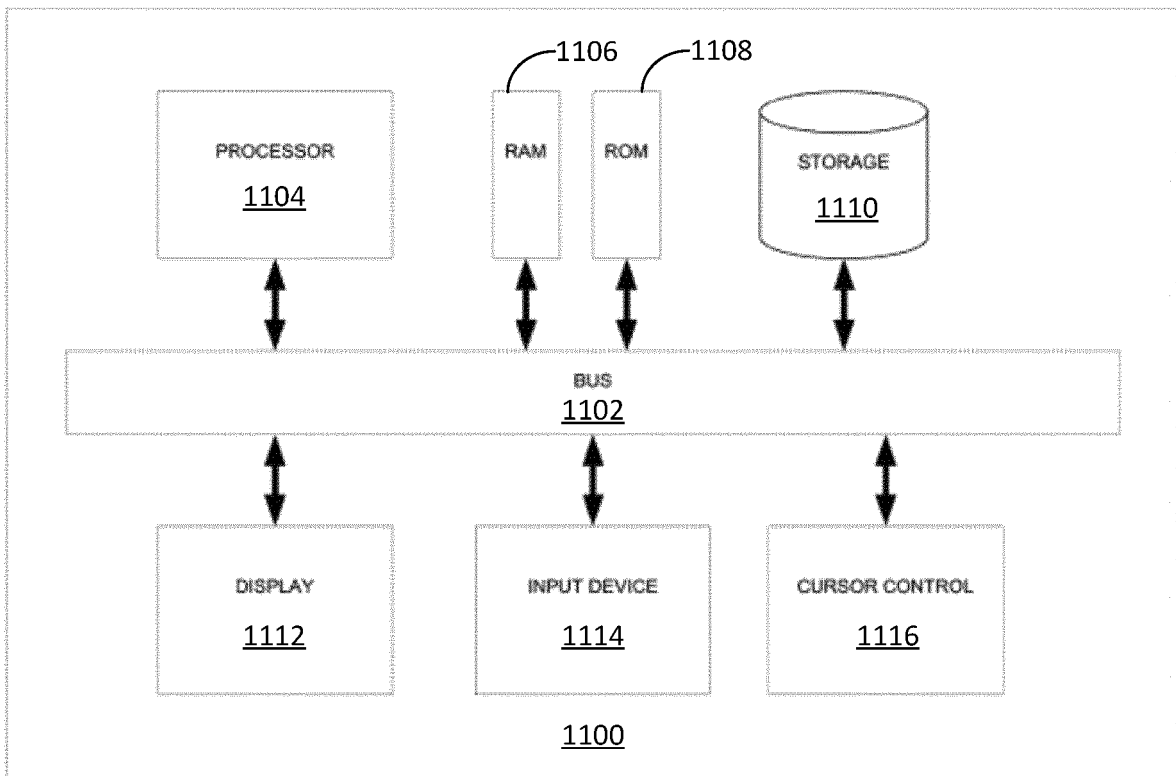 1106
1108
PROCESSOR
1104
RAM
ROM
STORAGE
1110
BUS
1102
DISPLAY
1112
INPUT DEVICE
1114
CURSOR CONTROL
1116
1100